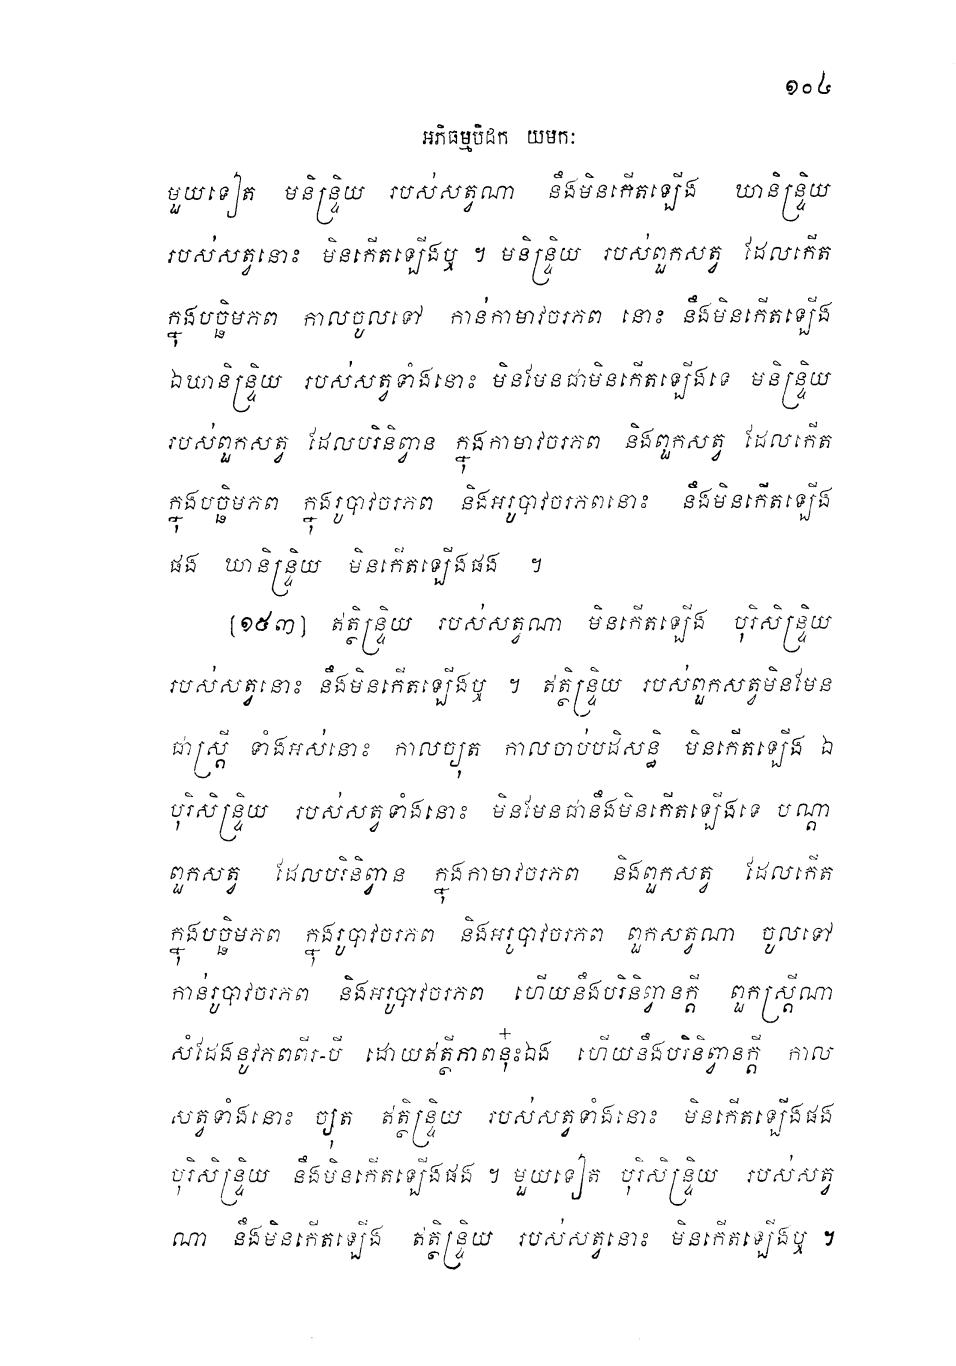 ១០៤
អភិធម្មបិដក យមកៈ
មួយទៀត មនិន្ទ្រិយ របស់សត្វណា នឹងមិនកើតឡើង ឃានិន្ទ្រិយ
របស់សត្វនោះ មិនកើតឡើងឬ ។ មនិន្ទ្រិយ របស់ពួកសត្វ ដែលកើត
ក្នុងបច្ឆិមភព កាលចូលទៅ កាន់កាមាវចរភព នោះ នឹងមិនកើតឡើង
ឯឃានិន្ទ្រិយ របស់សត្វទាំងនោះ មិនមែនជាមិនកើតឡើងទេ មនិន្ទ្រិយ
របស់ពួកសត្វ ដែលបរិនិព្វាន ក្នុងកាមាវចរភព និងពួកសត្វ ដែលកើត
ក្នុងបច្ឆិមភព ក្នុងរូបាវចរភព និងអរូបាវចរភពនោះ នឹងមិនកើតឡើង
ផង ឃានិន្ទ្រិយ មិនកើតឡើងផង ។
[១៥៣] ឥត្ថិន្ទ្រិយ របស់សត្វណា មិនកើតឡើង បុរិសិន្ទ្រិយ
របស់សត្វនោះ នឹងមិនកើតឡើងឬ ។ ឥត្ថិន្ទ្រិយ របស់ពួកសត្វមិនមែន
ជាស្ត្រី ទាំងអស់នោះ កាលច្យុត កាលចាប់បដិសន្ធិ មិនកើតឡើង ឯ
បុរិសិន្ទ្រិយ របស់សត្វទាំងនោះ មិនមែនជានឹងមិនកើតឡើងទេ បណ្តា
ពួកសត្វ ដែលបរិនិព្វាន ក្នុងកាមាវចរភព និងពួកសត្វ ដែលកើត
ក្នុងបច្ឆិមភព ក្នុងរូបាវចរភព និងអរូបាវចរភព ពួកសត្វណា ចូលទៅ
កាន់រូបាវចរភព និងអរូបាវចរភព ហើយនឹងបរិនិព្វានក្តី ពួកស្ត្រីណា
សំដែងនូវភពពីរ-បី ដោយឥត្ថីភាពនុ៎ះឯង ហើយនឹងបរិនិព្វានក្តី កាល
សត្វទាំងនោះ ច្យុត ឥត្ថិន្ទ្រិយ របស់សត្វទាំងនោះ មិនកើតឡើងផង
បុរិសិន្ទ្រិយ នឹងមិនកើតឡើងផង ។ មួយទៀត បុរិសិន្ទ្រិយ របស់សត្វ
ណា នឹងមិនកើតឡើង ឥត្ថិន្ទ្រិយ របស់សត្វនោះ មិនកើតឡើងឬ ។